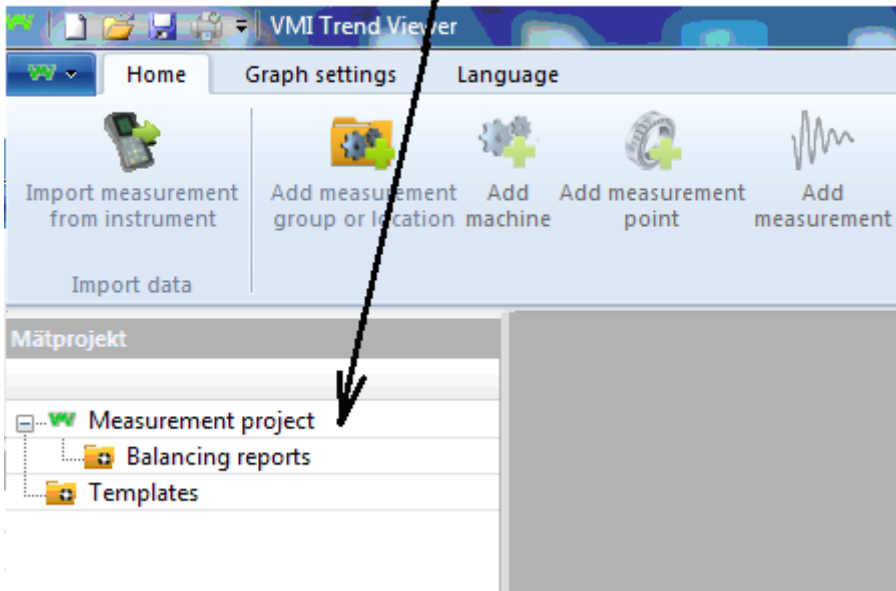 VMI Trend Viewer
Home Graph settings Language
Import measurement Add measurement Add Add measurement Add
from instrument group or location machine point measurement
Import data
Mätprojekt
Measurement project
Balancing reports
Templates